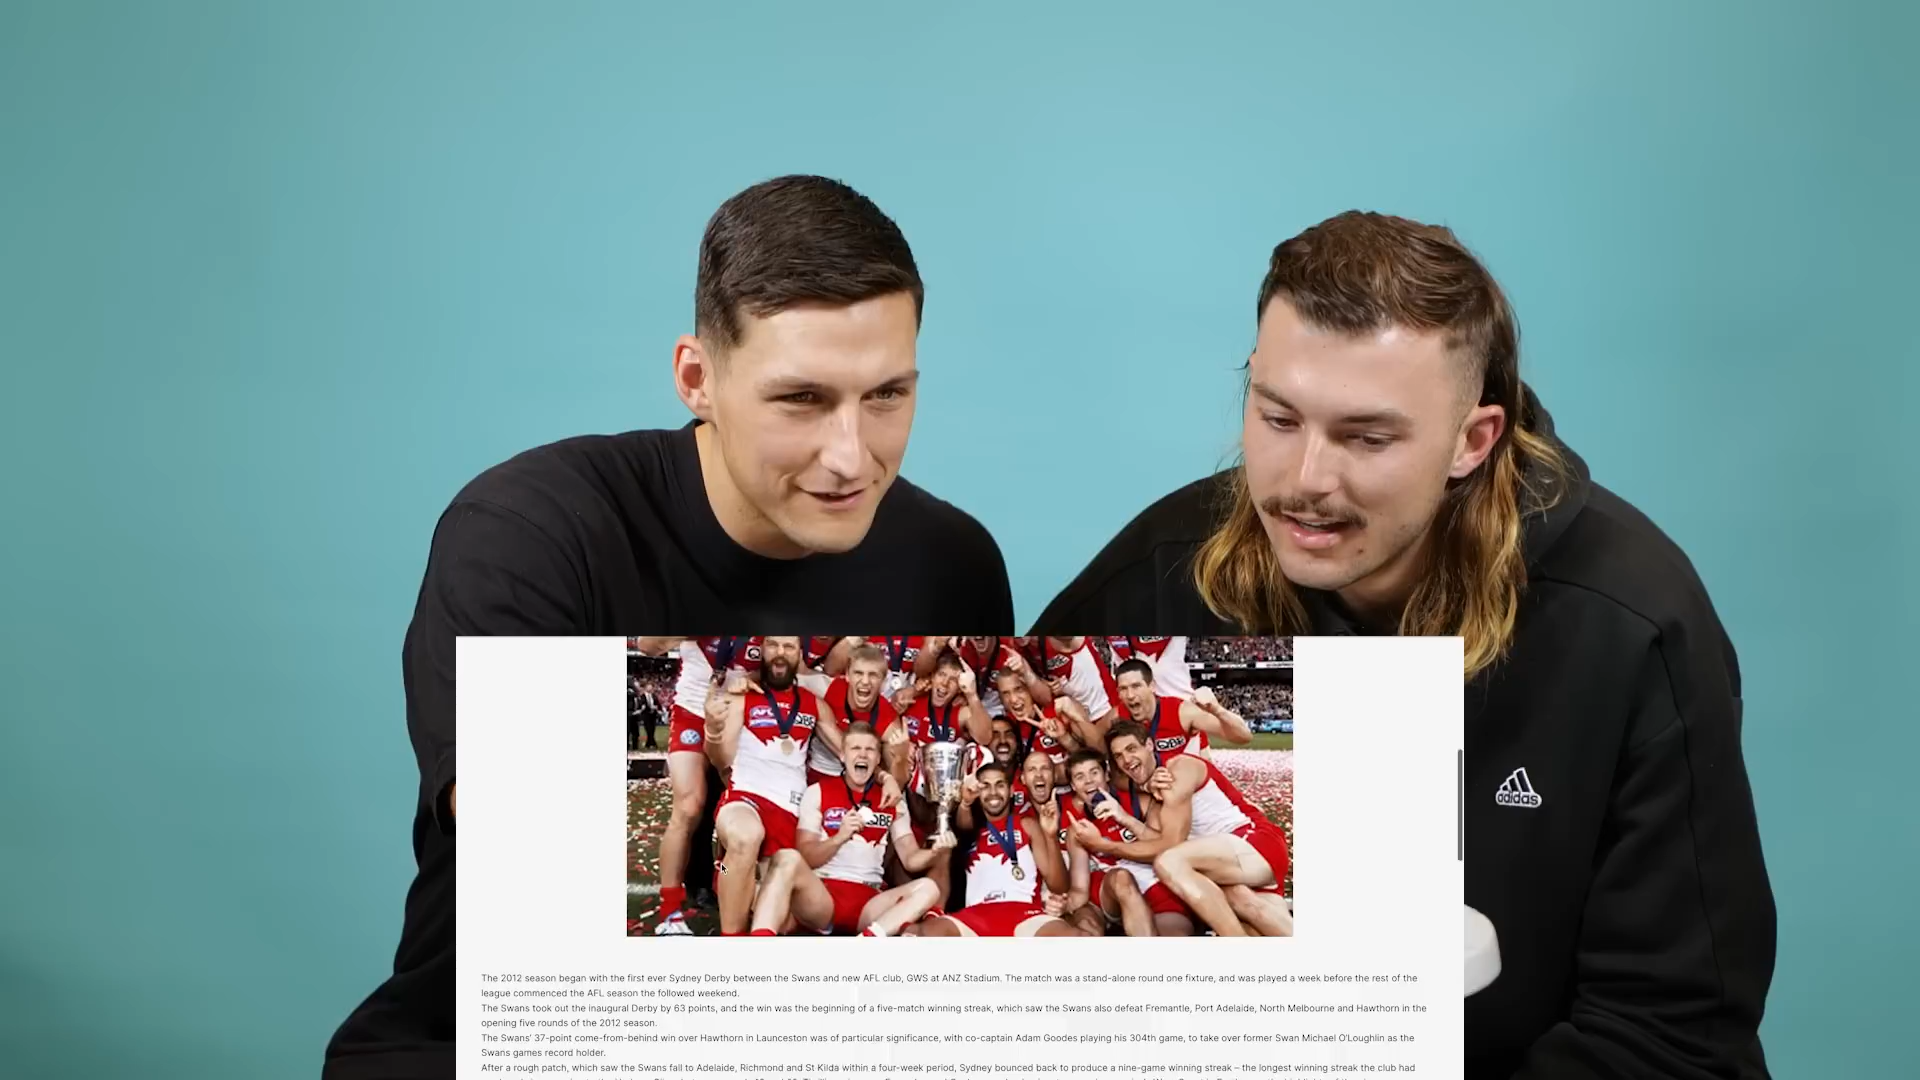 adidas
AFL
QBE
The 2012 season began with the first ever Sydney Derby between the Swans and new AFL club, GWS at ANZ Stadium. The match was a stand-alone round one fixture, and was played a week before the rest of the
league commenced the AFL season the followed weekend.
The Swans took out the inaugural Derby by 63 points, and the win was the beginning of a five-match winning streak, which saw the Swans also defeat Fremantle, Port Adelaide, North Melbourne and Hawthorn in the
opening five rounds of the 2012 season.
The Swans' 37-point come-from-behind win over Hawthorn in Launceston was of particular significance, with co-captain Adam Goodes playing his 304th game, to take over former Swan Michael O'Loughlin as the
Swans games record holder.
After a rough patch, which saw the Swans fall to Adelaide, Richmond and St Kilda within a four-week period, Sydney bounced back to produce a nine-game winning streak – the longest winning streak the club had